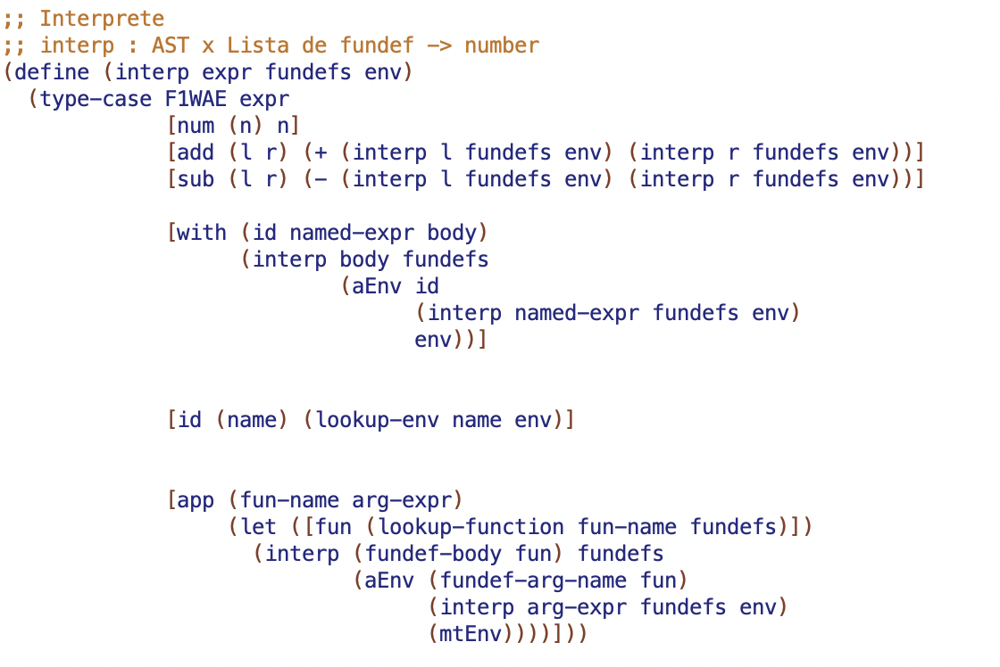 ;; Interprete
;; interp : AST x Lista de fundef -> number
(define (interp expr fundefs env)
  (type-case F1WAE expr
             [num (n) n]
             [add (l r) (+ (interp l fundefs env) (interp r fundefs env))]
             [sub (l r) (- (interp l fundefs env) (interp r fundefs env))]
             [with (id named-expr body)
                   (interp body fundefs
                           (aEnv id
                                 (interp named-expr fundefs env)
                                 env))]
             [id (name) (lookup-env name env)]
             [app (fun-name arg-expr)
                  (let ([fun (lookup-function fun-name fundefs)])
                    (interp (fundef-body fun) fundefs
                            (aEnv (fundef-arg-name fun)
                                  (interp arg-expr fundefs env)
                                  (mtEnv))))]))